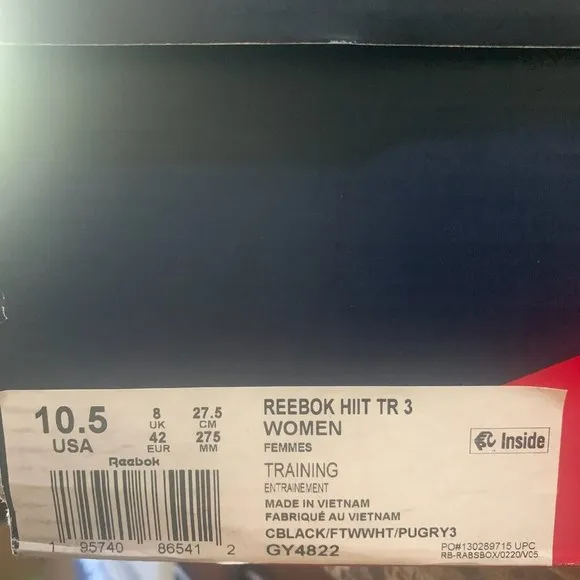 10.5
USA
8
UK
42
EUR
27.5
CM
275
MM
Reebok
1 95740 86541 2
REEBOK HIIT TR 3
WOMEN
FEMMES
TRAINING
ENTRAINEMENT
MADE IN VIETNAM
FABRIQUÉ AU VIETNAM
CBLACK/FTWWHT/PUGRY3
GY4822
Inside
PO#130289715 UPC
RB-RABSBOX/0220/V05